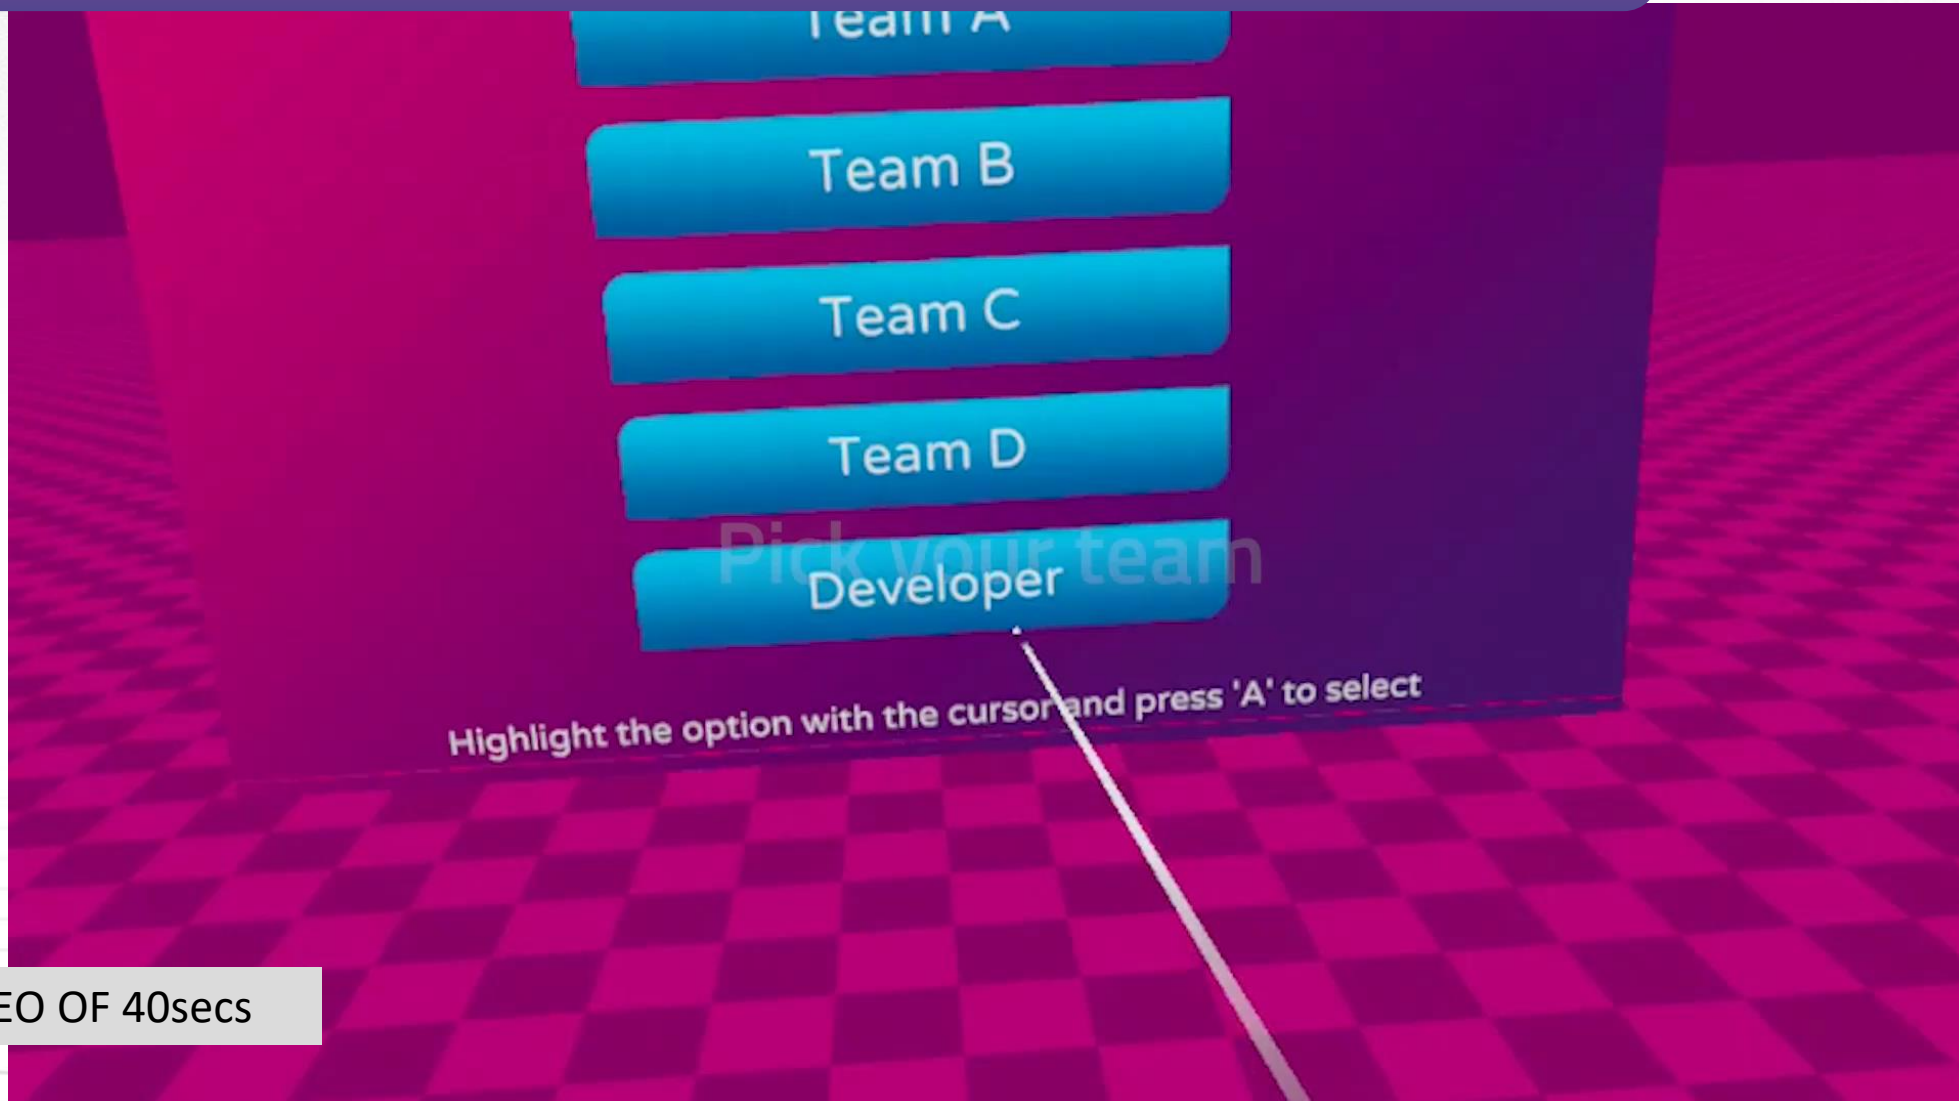 Team A
Team B
Team C
Team D
Pick your team
Developer
Highlight the option with the cursor and press 'A' to select
EO OF 40secs